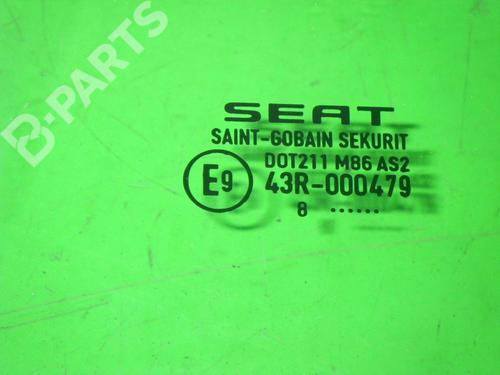 B-PARTS
SEAT
SAINT-GOBAIN SEKURIT
DOT211 M86 AS2
E9 43R-000479
8 ......